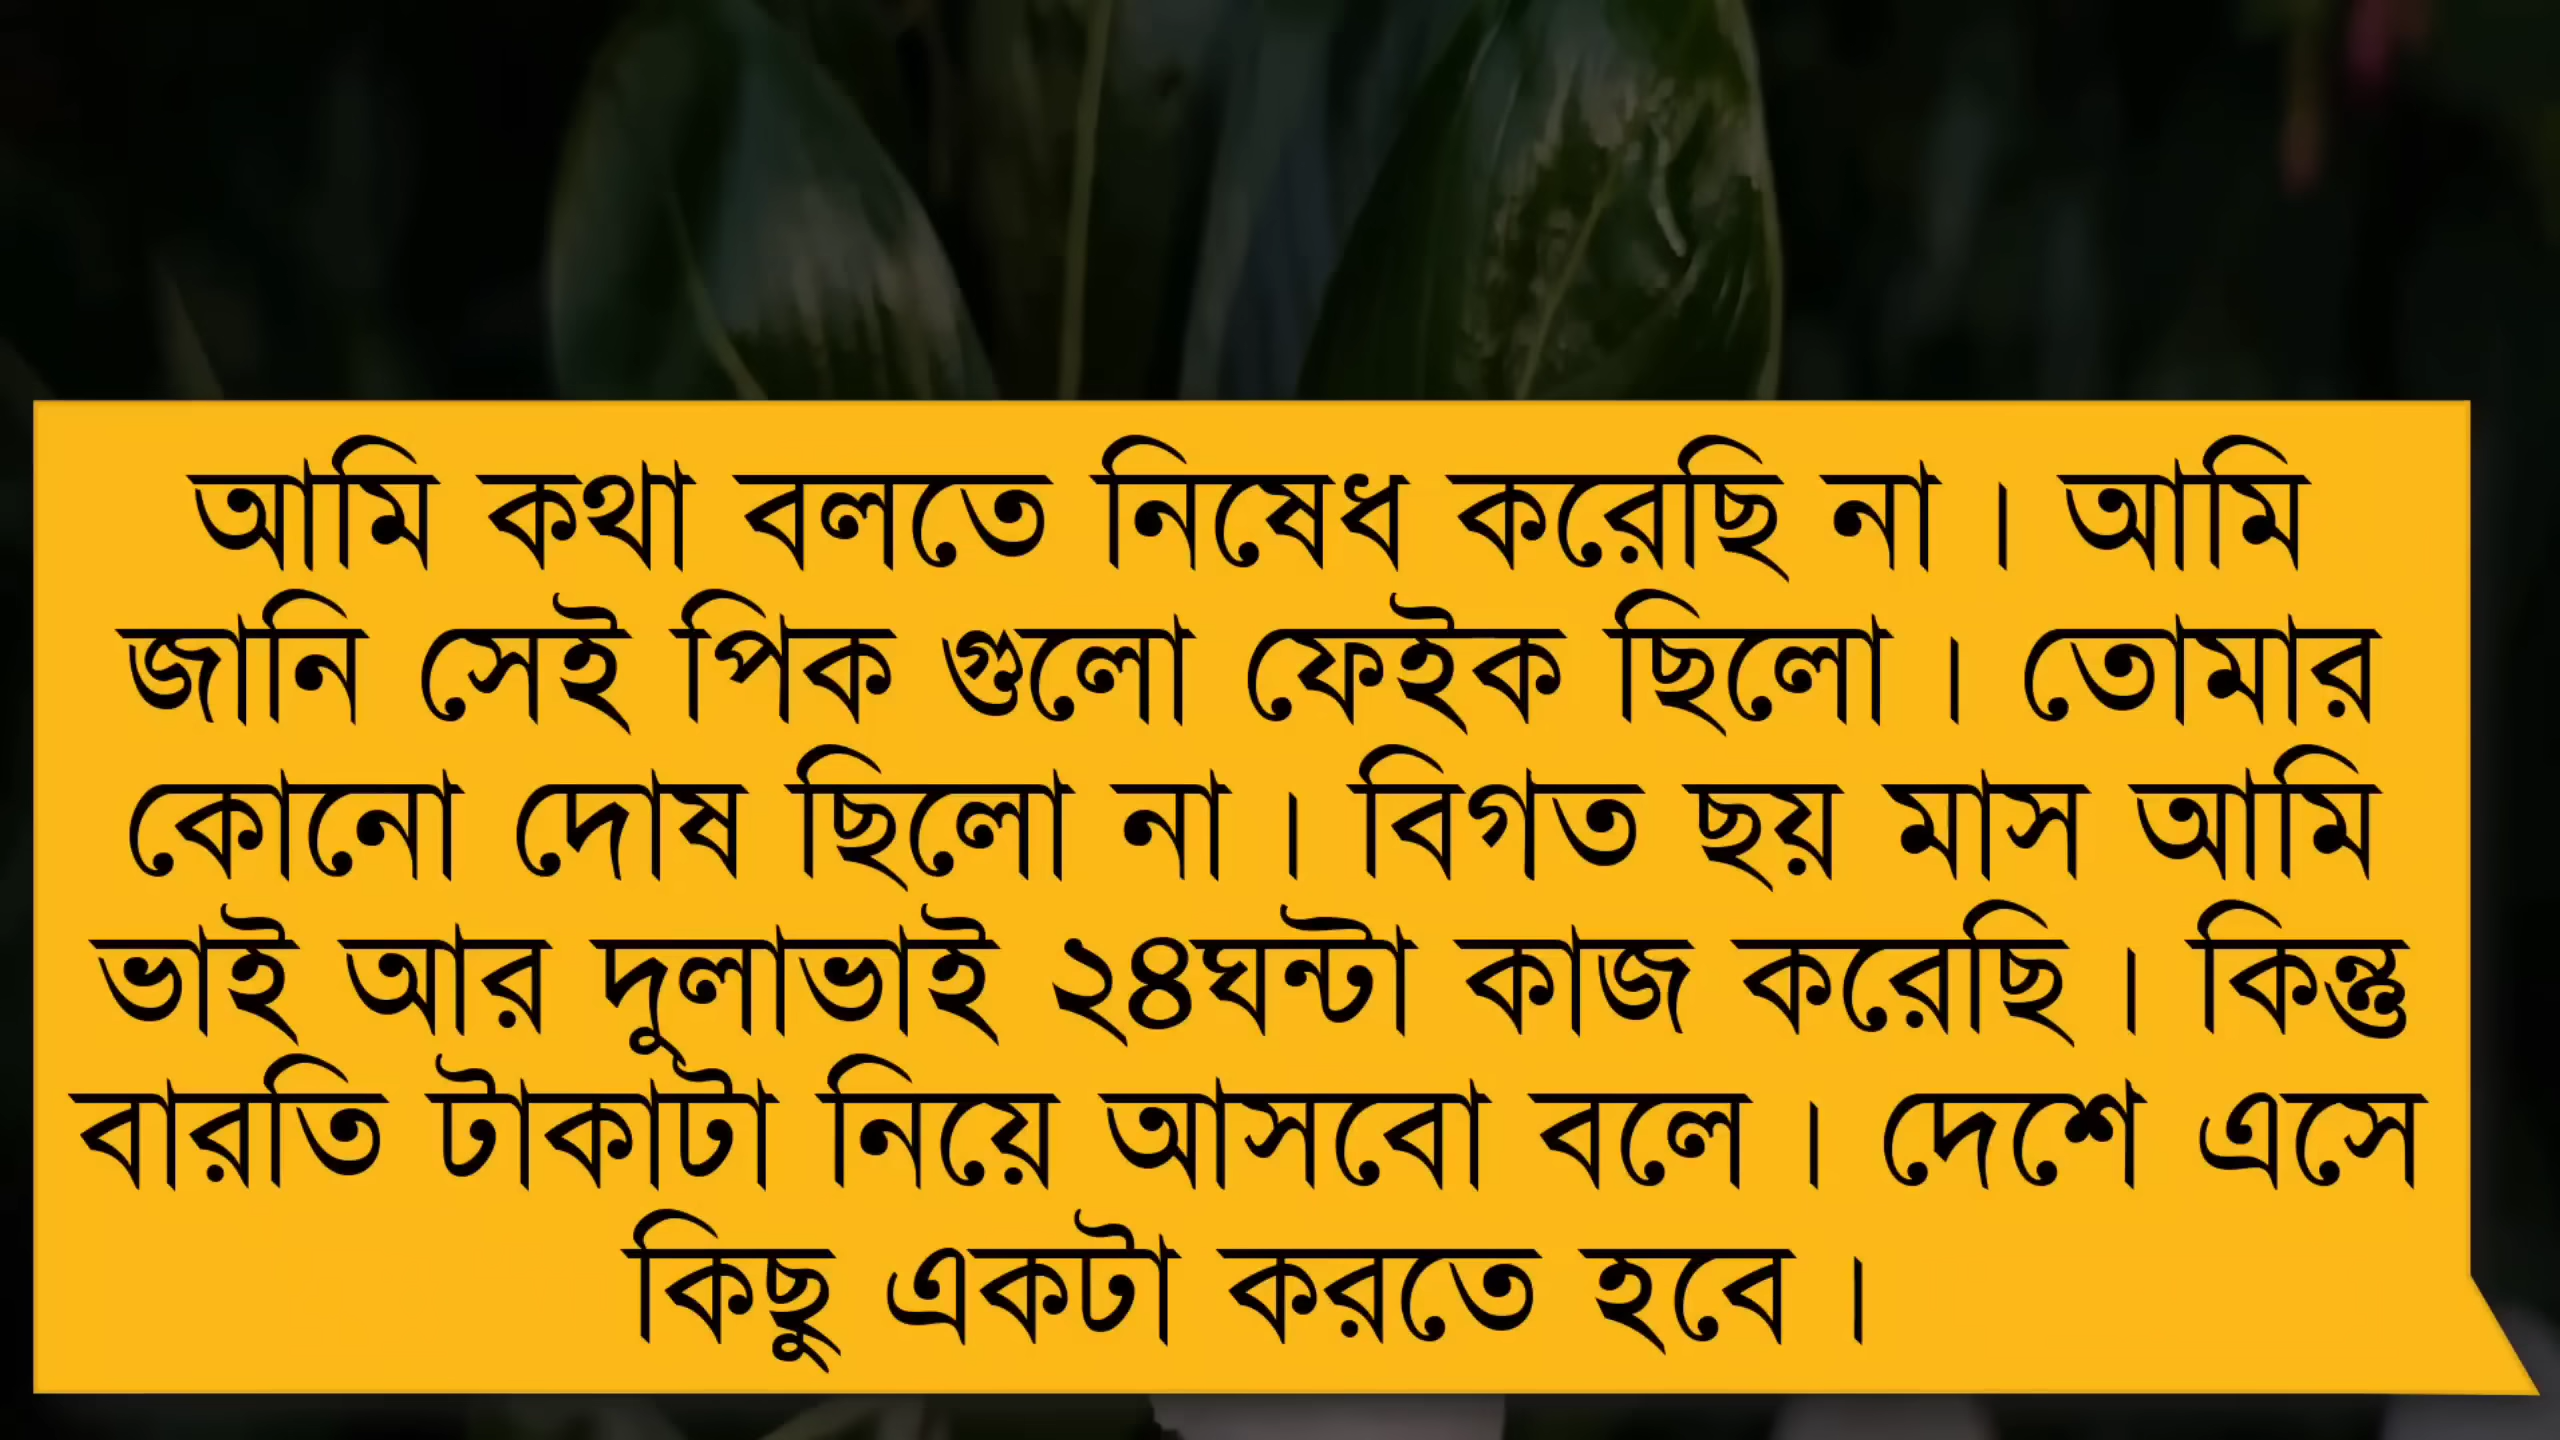 আমি কথা বলতে নিষেধ করেছি না। আমি
জানি সেই পিক গুলো ফেইক ছিলো। তোমার
কোনো দোষ ছিলো না। বিগত ছয় মাস আমি
ভাই আর দুলাভাই ২৪ঘন্টা কাজ করেছি। কিন্তু
বারতি টাকাটা নিয়ে আসবো বলে। দেশে এসে
কিছু একটা করতে হবে।